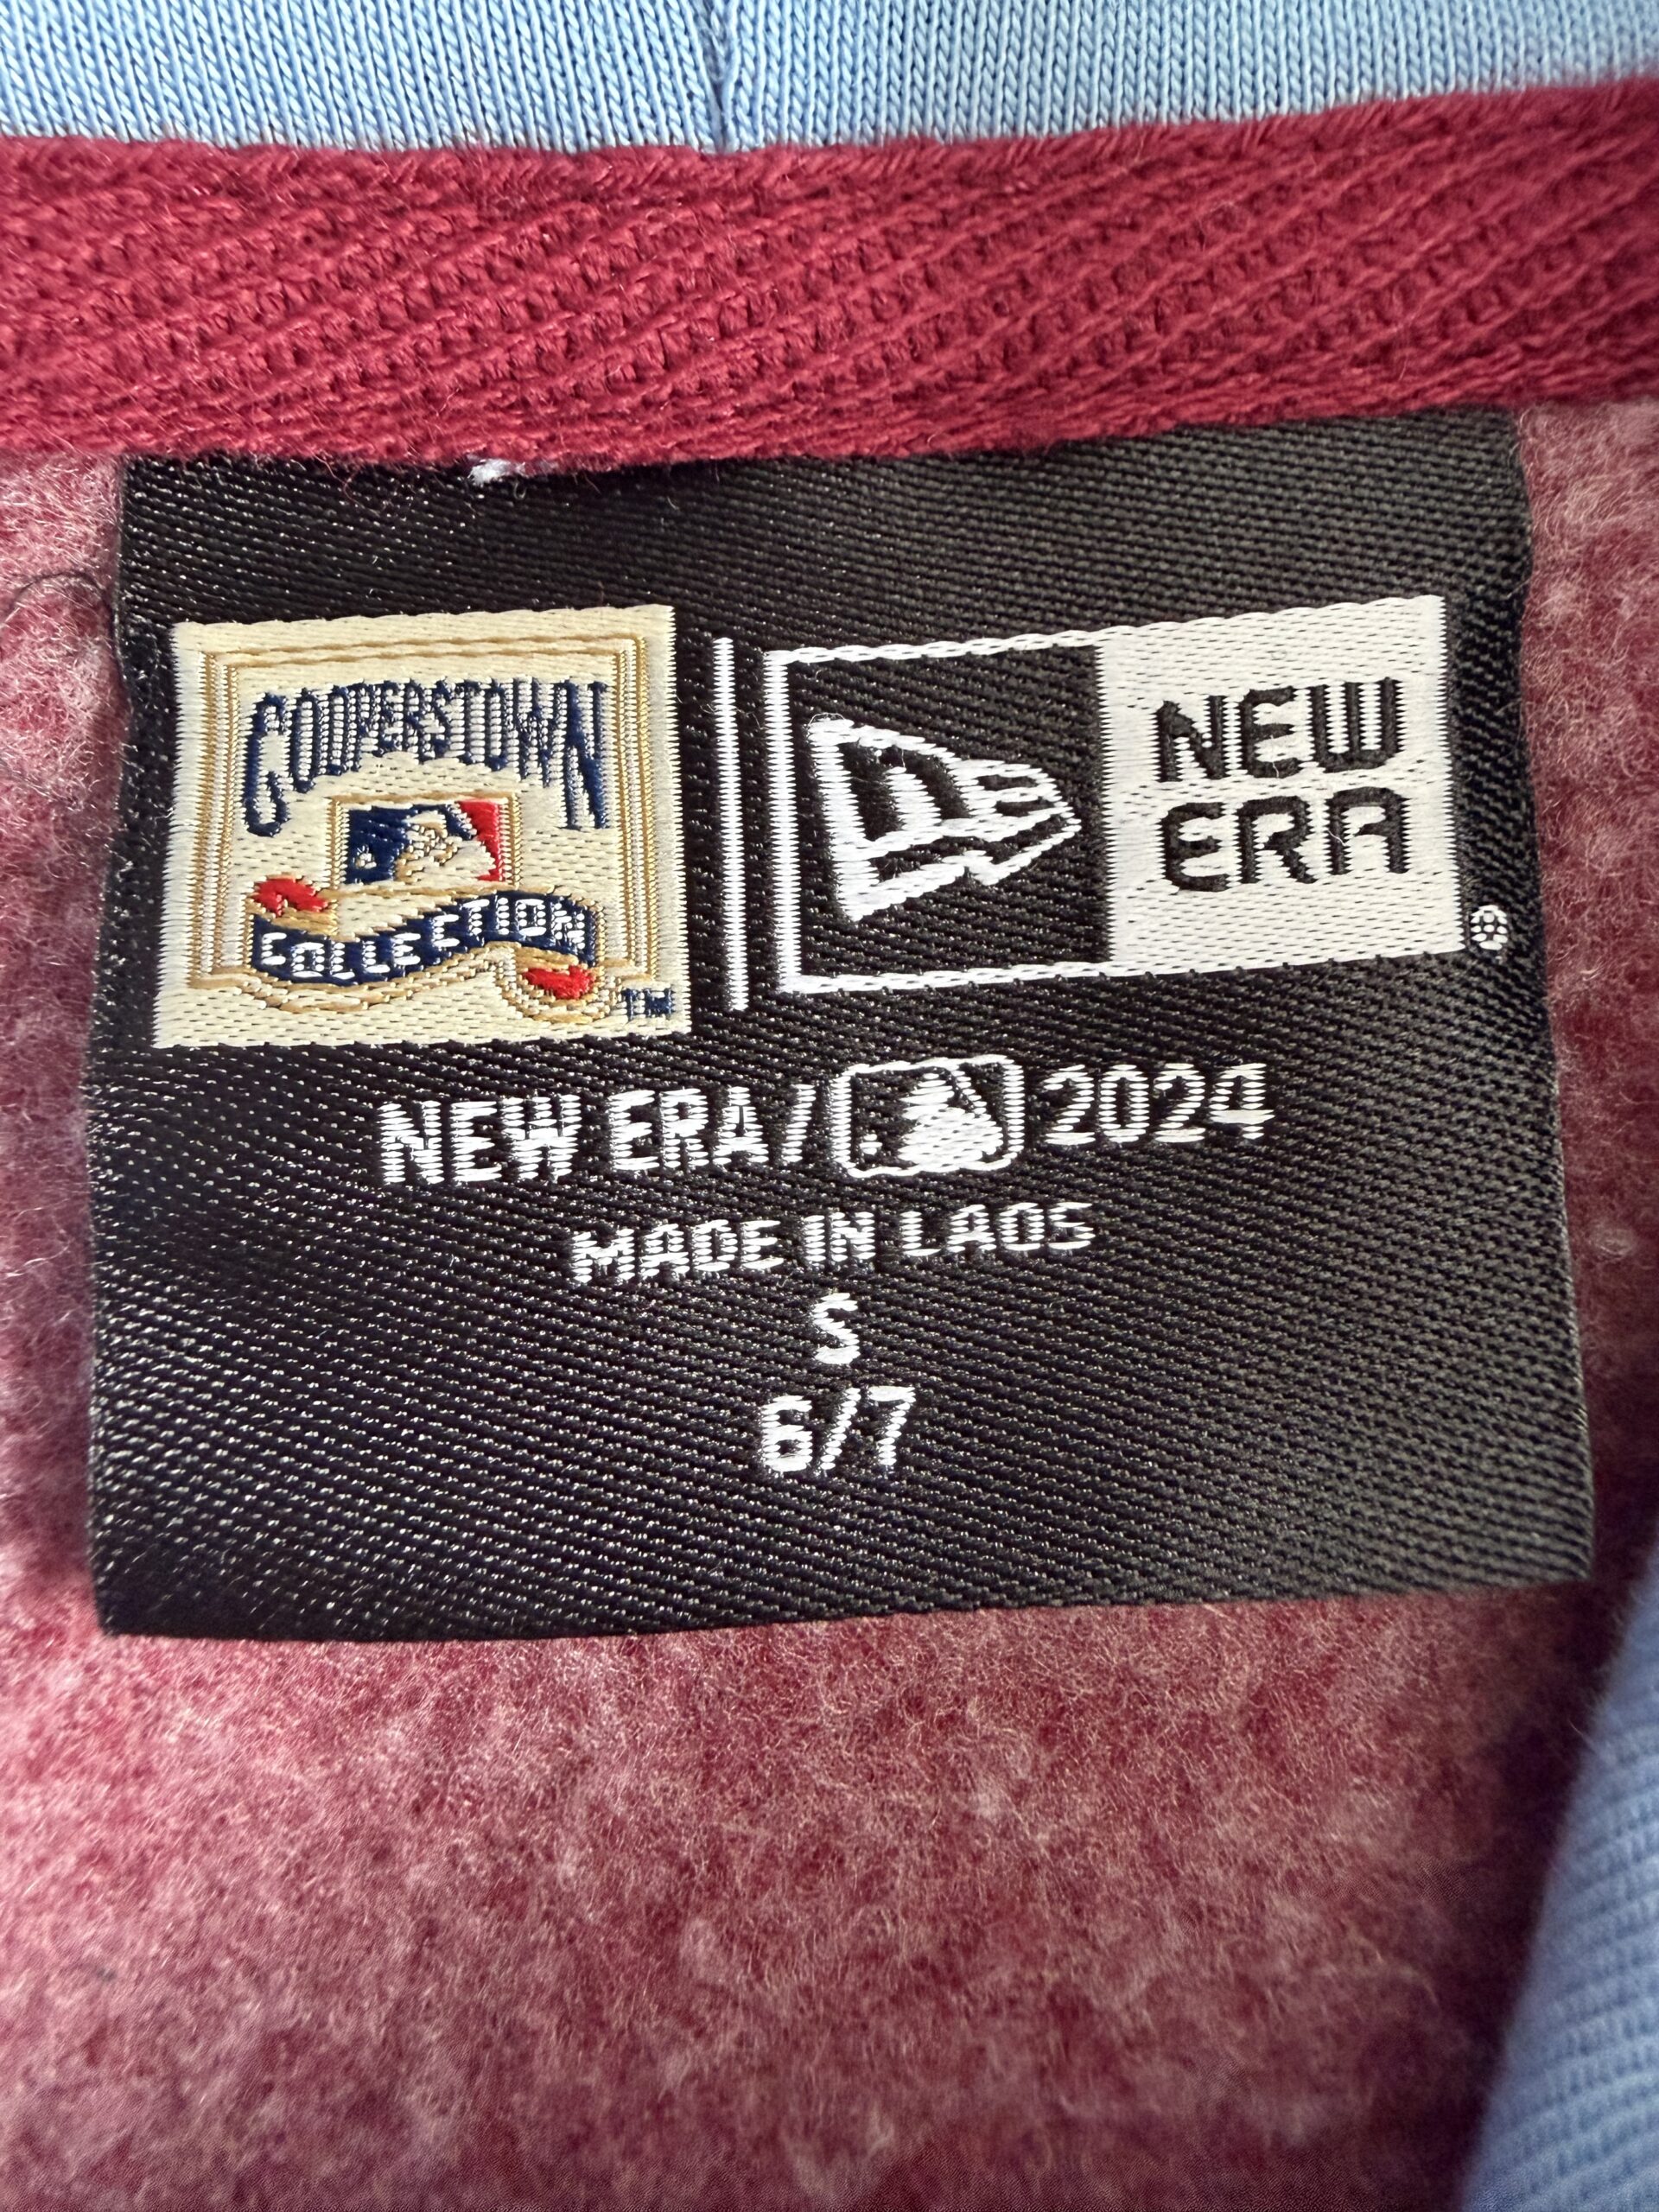 COOPERSTOWN
COLLECTION
TM
NEW
ERA
®
NEW ERA / 2024
MADE IN LAOS
S
6/7